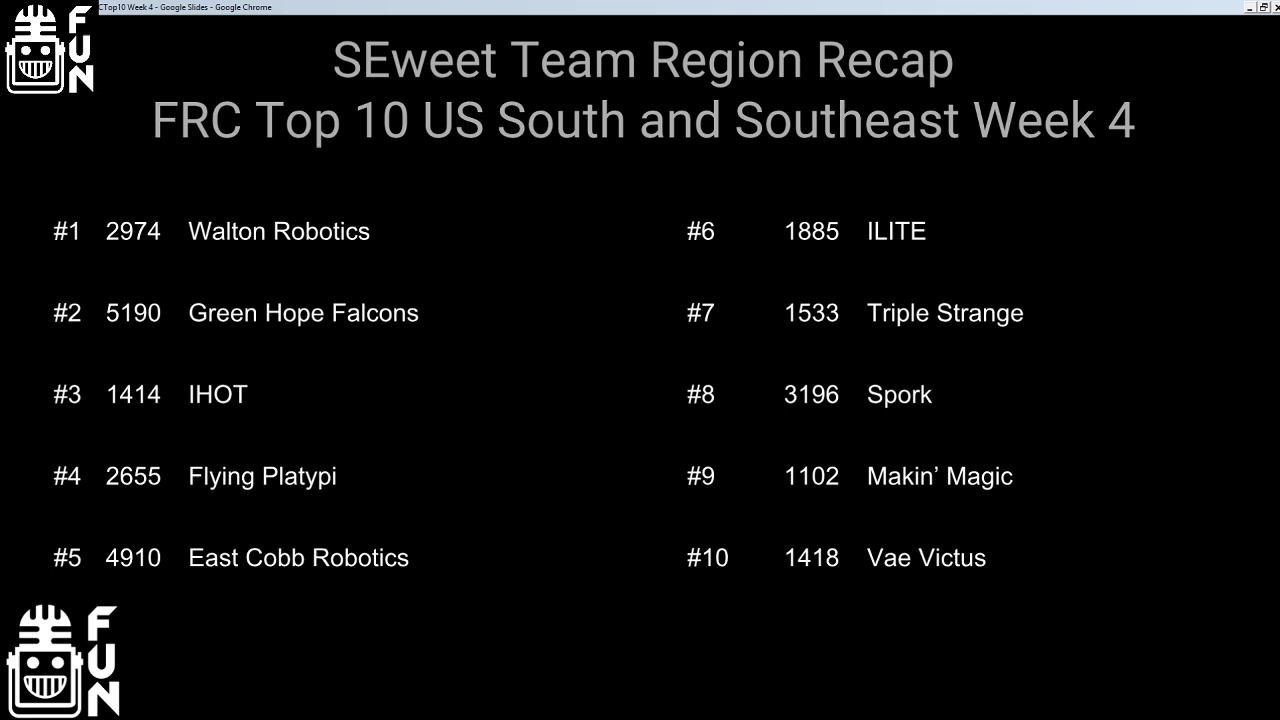 CTop10 Week 4 - Google Slides - Google Chrome
FUN
SEweet Team Region Recap
FRC Top 10 US South and Southeast Week 4
#1 2974 Walton Robotics
#2 5190 Green Hope Falcons
#3 1414 IHOT
#4 2655 Flying Platypi
#5 4910 East Cobb Robotics
#6 1885 ILITE
#7 1533 Triple Strange
#8 3196 Spork
#9 1102 Makin’ Magic
#10 1418 Vae Victus
FUN